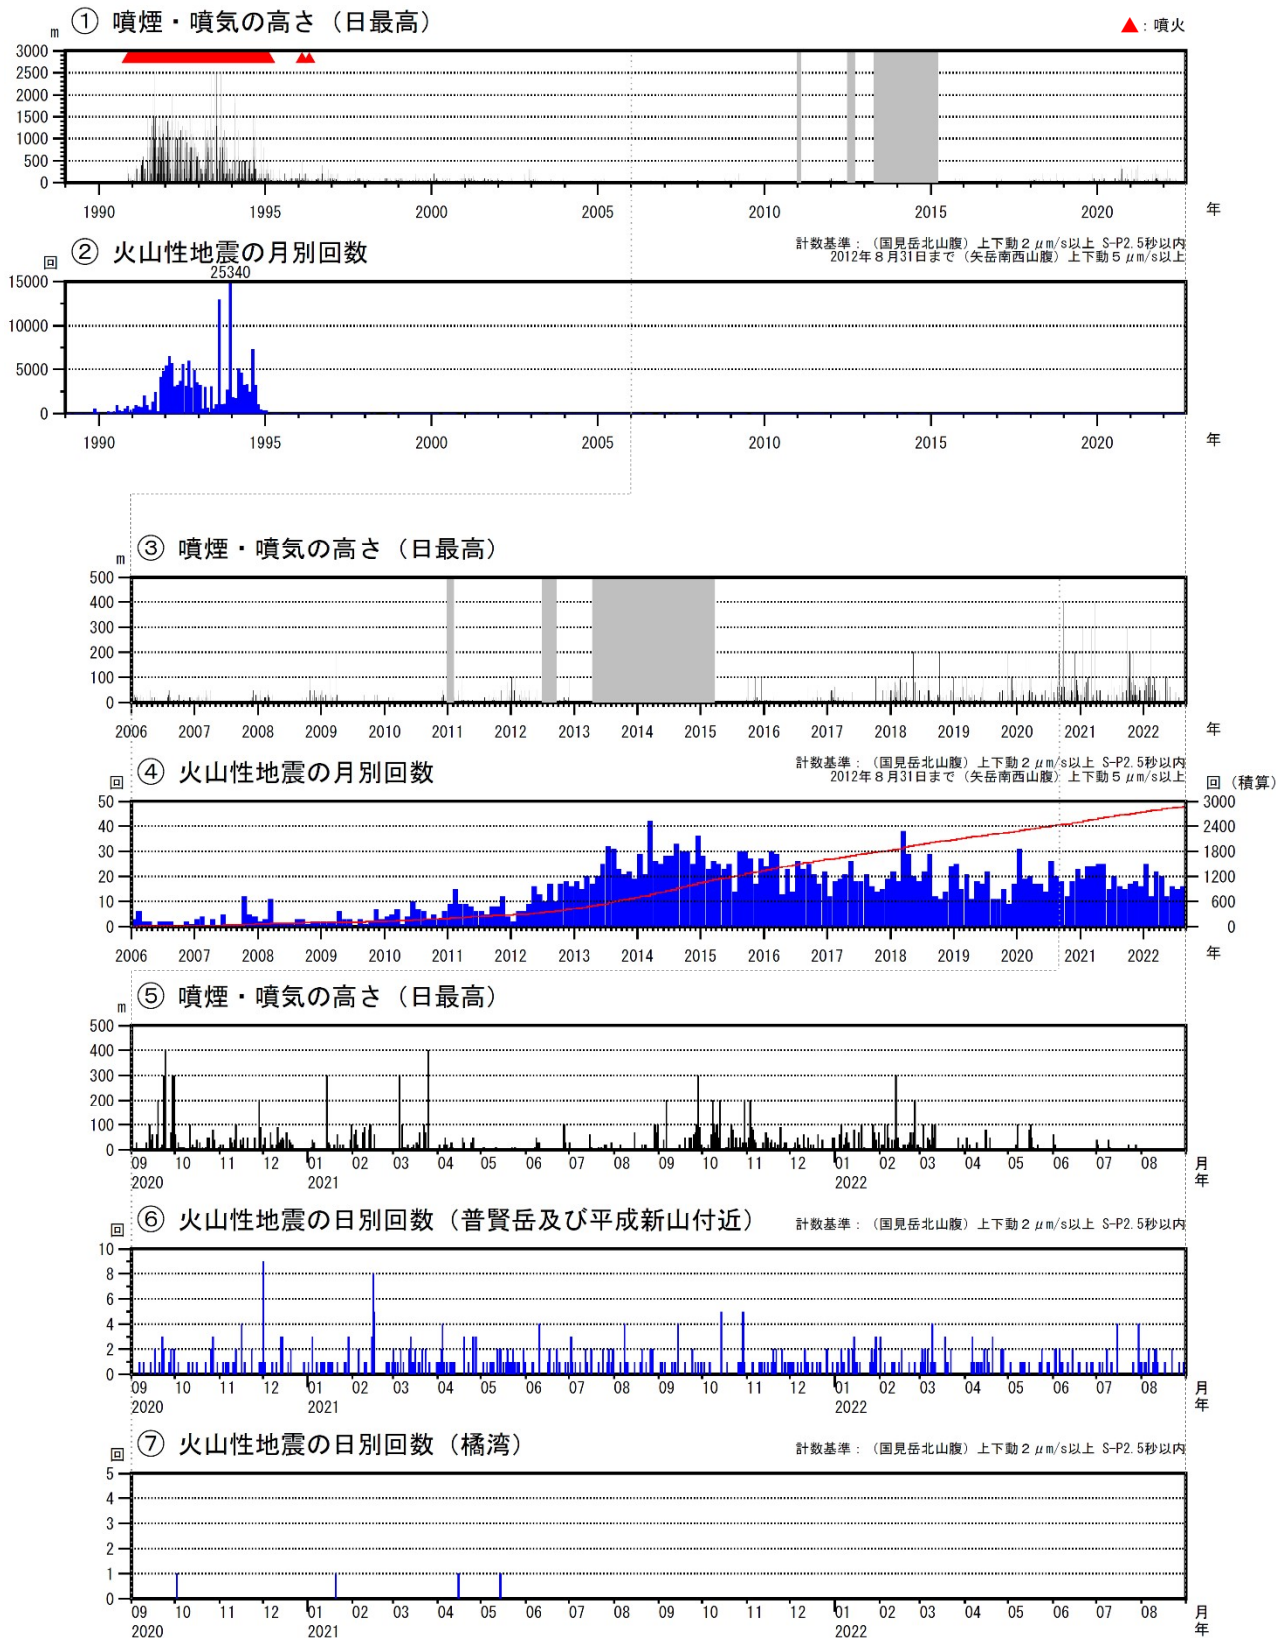 ① 噴煙・噴気の高さ（日最高）
▲：噴火
m
3000
2500
2000
1500
1000
500
0
1990 1995 2000 2005 2010 2015 2020 年
② 火山性地震の月別回数
計数基準：（国見岳北山腹）上下動２μm/s以上 S-P2.5秒以内
2012年８月31日まで（矢岳南西山腹）上下動５μm/s以上
回
25340
15000
10000
5000
0
1990 1995 2000 2005 2010 2015 2020 年
③ 噴煙・噴気の高さ（日最高）
m
500
400
300
200
100
0
2006 2007 2008 2009 2010 2011 2012 2013 2014 2015 2016 2017 2018 2019 2020 2021 2022 年
④ 火山性地震の月別回数
計数基準：（国見岳北山腹）上下動２μm/s以上 S-P2.5秒以内
2012年８月31日まで（矢岳南西山腹）上下動５μm/s以上
回 回（積算）
50 3000
40 2400
30 1800
20 1200
10 600
0 0
2006 2007 2008 2009 2010 2011 2012 2013 2014 2015 2016 2017 2018 2019 2020 2021 2022 年
⑤ 噴煙・噴気の高さ（日最高）
m
500
400
300
200
100
0
09 10 11 12 01 02 03 04 05 06 07 08 09 10 11 12 01 02 03 04 05 06 07 08 月
2020 2021 2022 年
⑥ 火山性地震の日別回数（普賢岳及び平成新山付近）
計数基準：（国見岳北山腹）上下動２μm/s以上 S-P2.5秒以内
回
10
8
6
4
2
0
09 10 11 12 01 02 03 04 05 06 07 08 09 10 11 12 01 02 03 04 05 06 07 08 月
2020 2021 2022 年
⑦ 火山性地震の日別回数（橘湾）
計数基準：（国見岳北山腹）上下動２μm/s以上 S-P2.5秒以内
回
5
4
3
2
1
0
09 10 11 12 01 02 03 04 05 06 07 08 09 10 11 12 01 02 03 04 05 06 07 08 月
2020 2021 2022 年